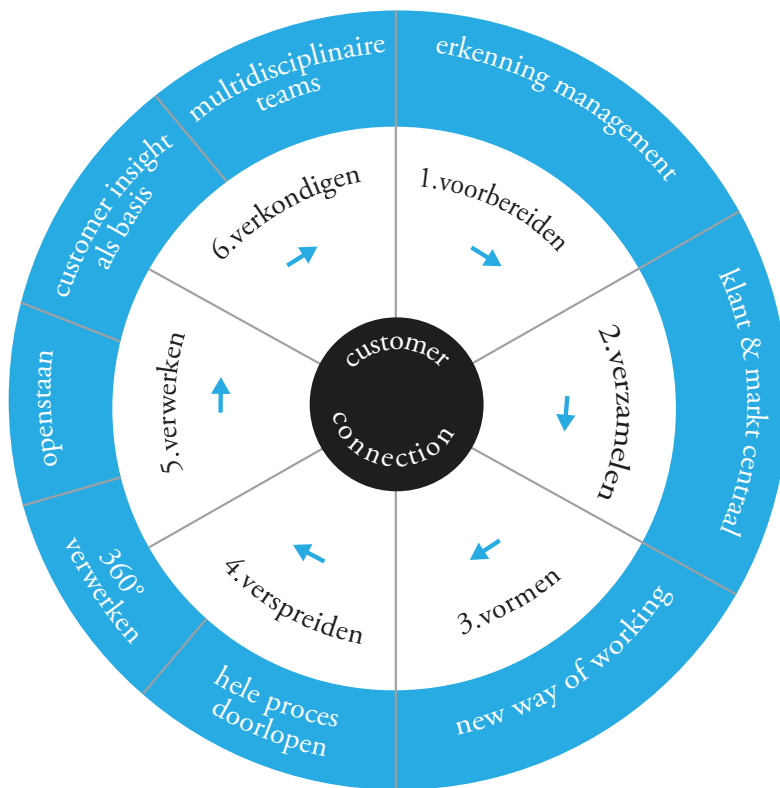 customer
connection
1.voorbereiden
2.verzamelen
3.vormen
4.verspreiden
5.verwerken
6.verkondigen
erkenning management
klant & markt centraal
new way of working
hele proces
doorlopen
360°
verwerken
openstaan
customer insight
als basis
multidisciplinaire
teams